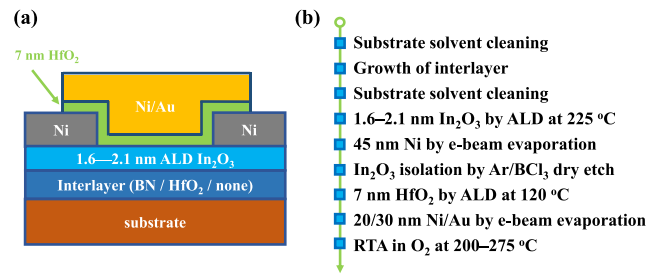 (a)
7 nm HfO₂
Ni/Au
Ni
Ni
1.6—2.1 nm ALD In₂O₃
Interlayer (BN / HfO₂ / none)
substrate
(b)
Substrate solvent cleaning
Growth of interlayer
Substrate solvent cleaning
1.6–2.1 nm In₂O₃ by ALD at 225 ºC
45 nm Ni by e-beam evaporation
In₂O₃ isolation by Ar/BCl₃ dry etch
7 nm HfO₂ by ALD at 120 ºC
20/30 nm Ni/Au by e-beam evaporation
RTA in O₂ at 200–275 ºC